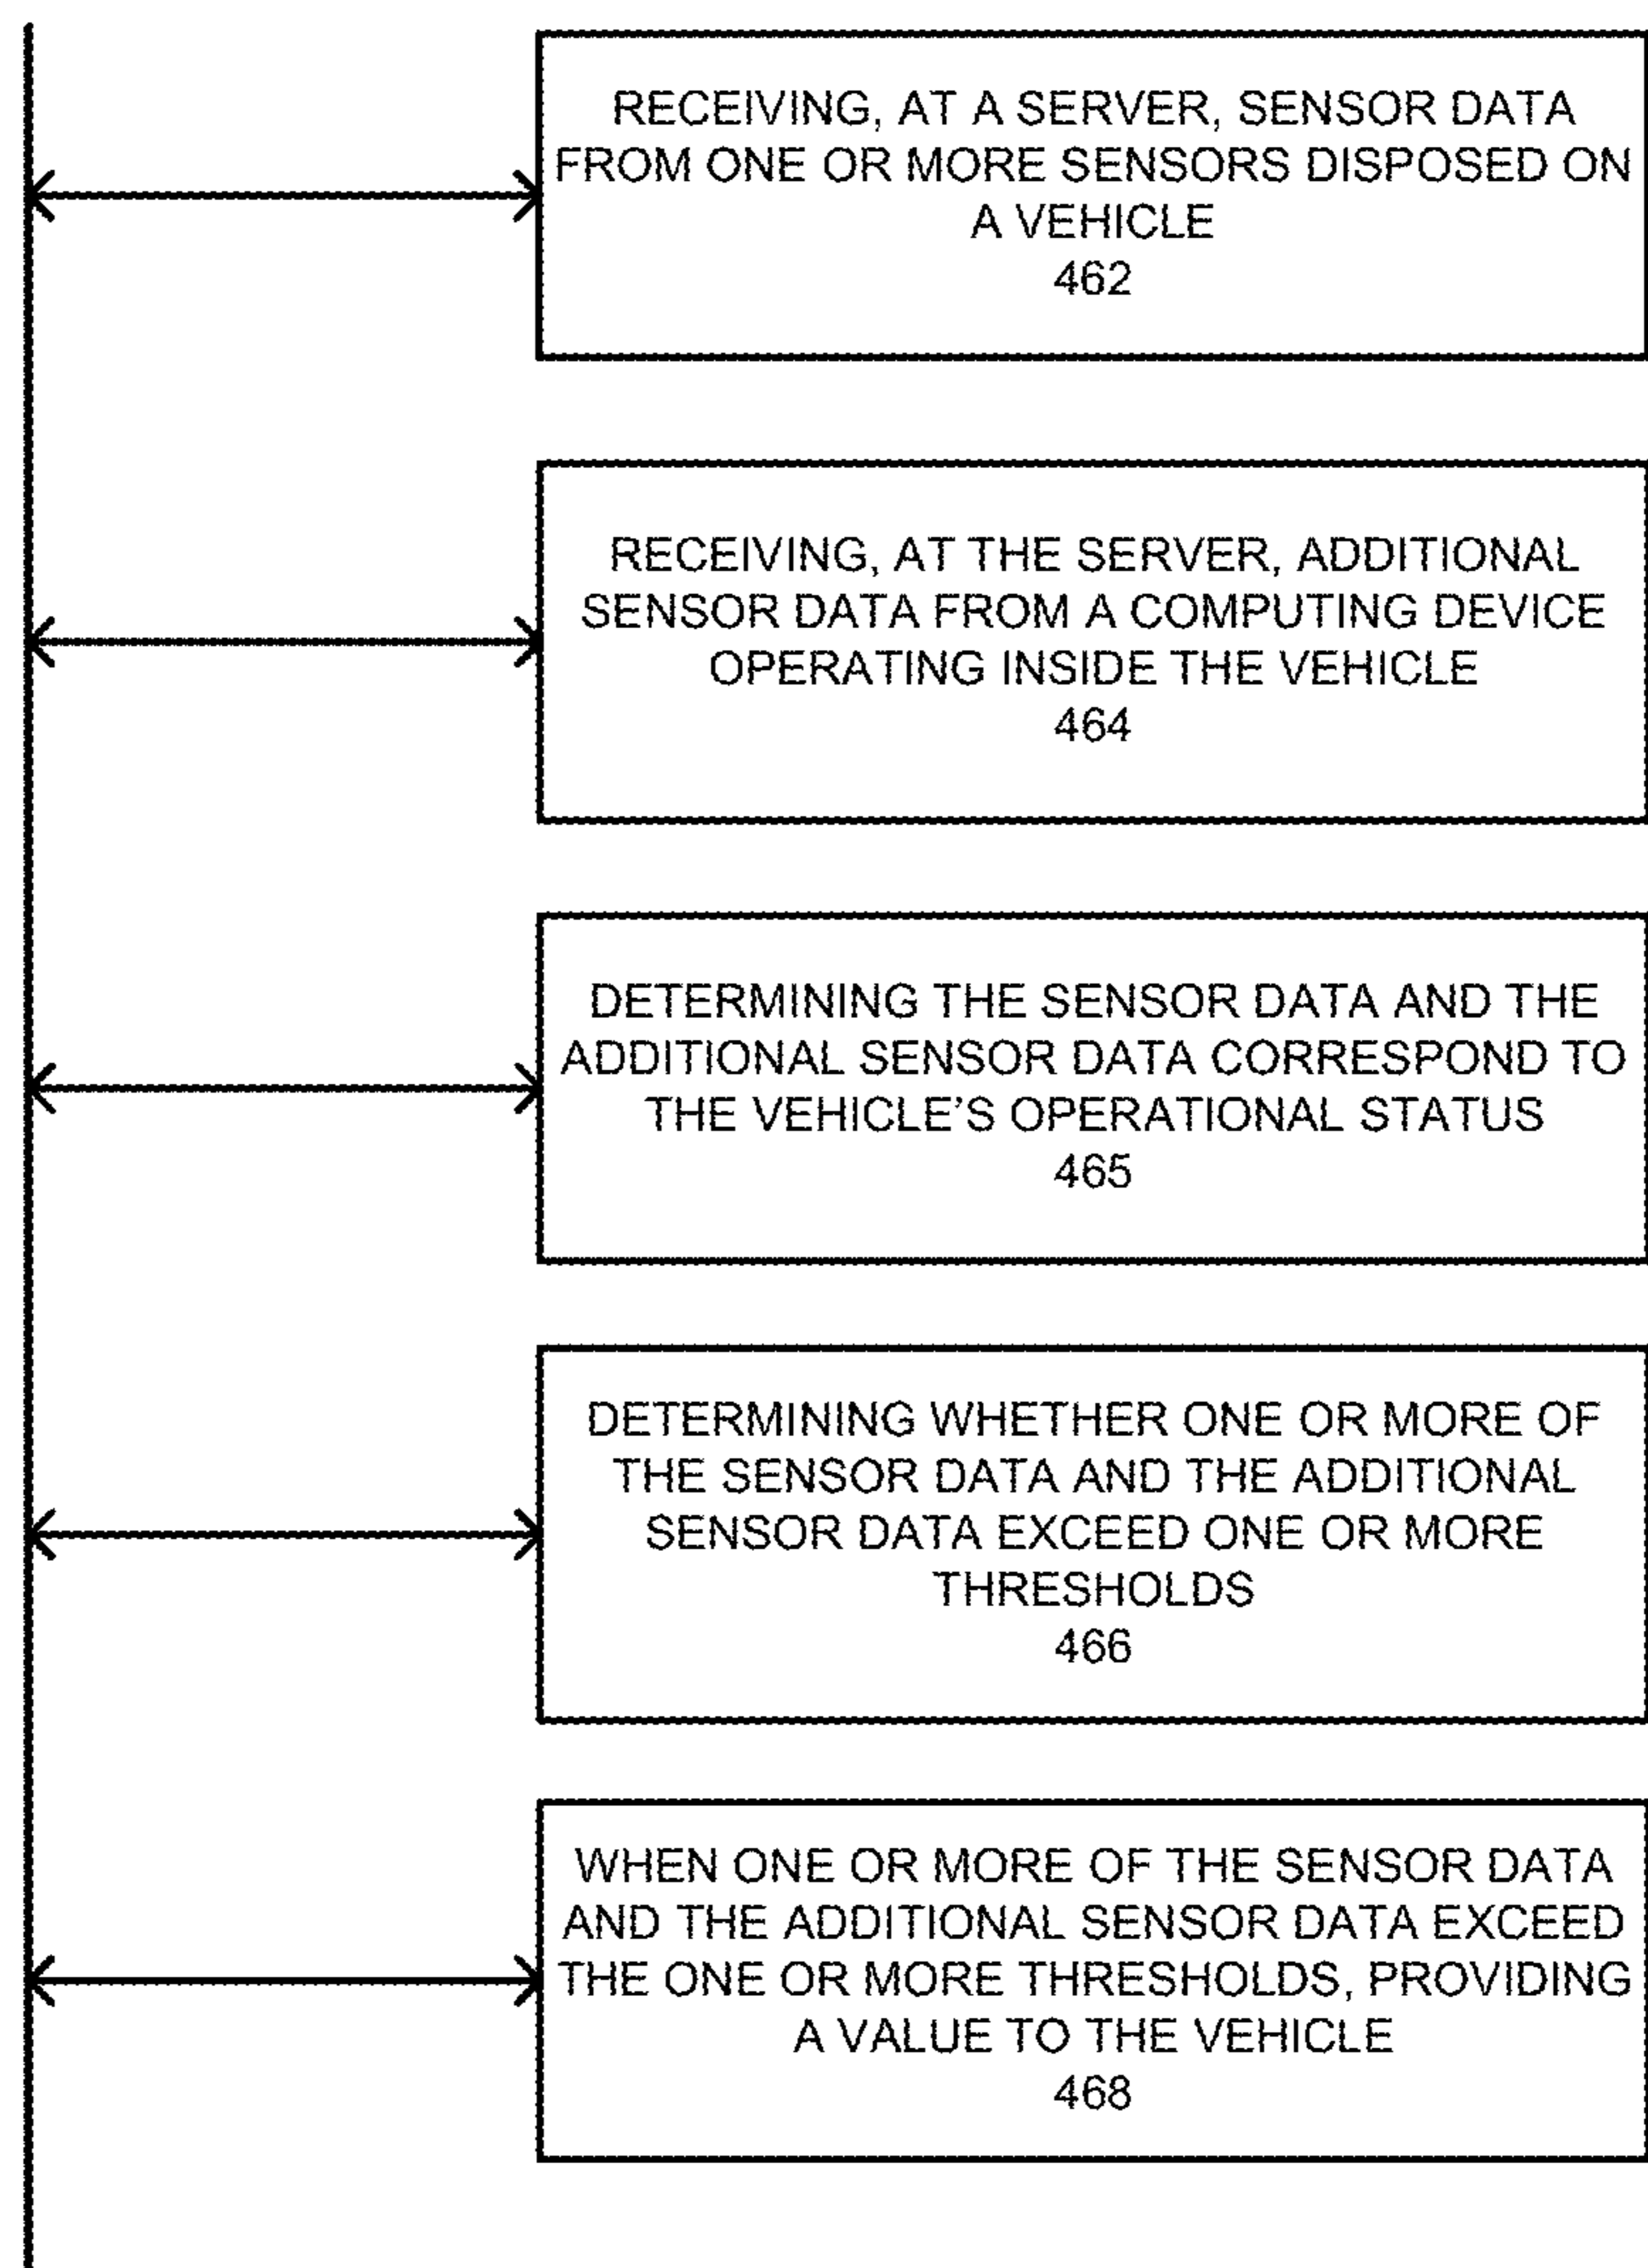 RECEIVING, AT A SERVER, SENSOR DATA
FROM ONE OR MORE SENSORS DISPOSED ON
A VEHICLE
462
RECEIVING, AT THE SERVER, ADDITIONAL
SENSOR DATA FROM A COMPUTING DEVICE
OPERATING INSIDE THE VEHICLE
464
DETERMINING THE SENSOR DATA AND THE
ADDITIONAL SENSOR DATA CORRESPOND TO
THE VEHICLE'S OPERATIONAL STATUS
465
DETERMINING WHETHER ONE OR MORE OF
THE SENSOR DATA AND THE ADDITIONAL
SENSOR DATA EXCEED ONE OR MORE
THRESHOLDS
466
WHEN ONE OR MORE OF THE SENSOR DATA
AND THE ADDITIONAL SENSOR DATA EXCEED
THE ONE OR MORE THRESHOLDS, PROVIDING
A VALUE TO THE VEHICLE
468